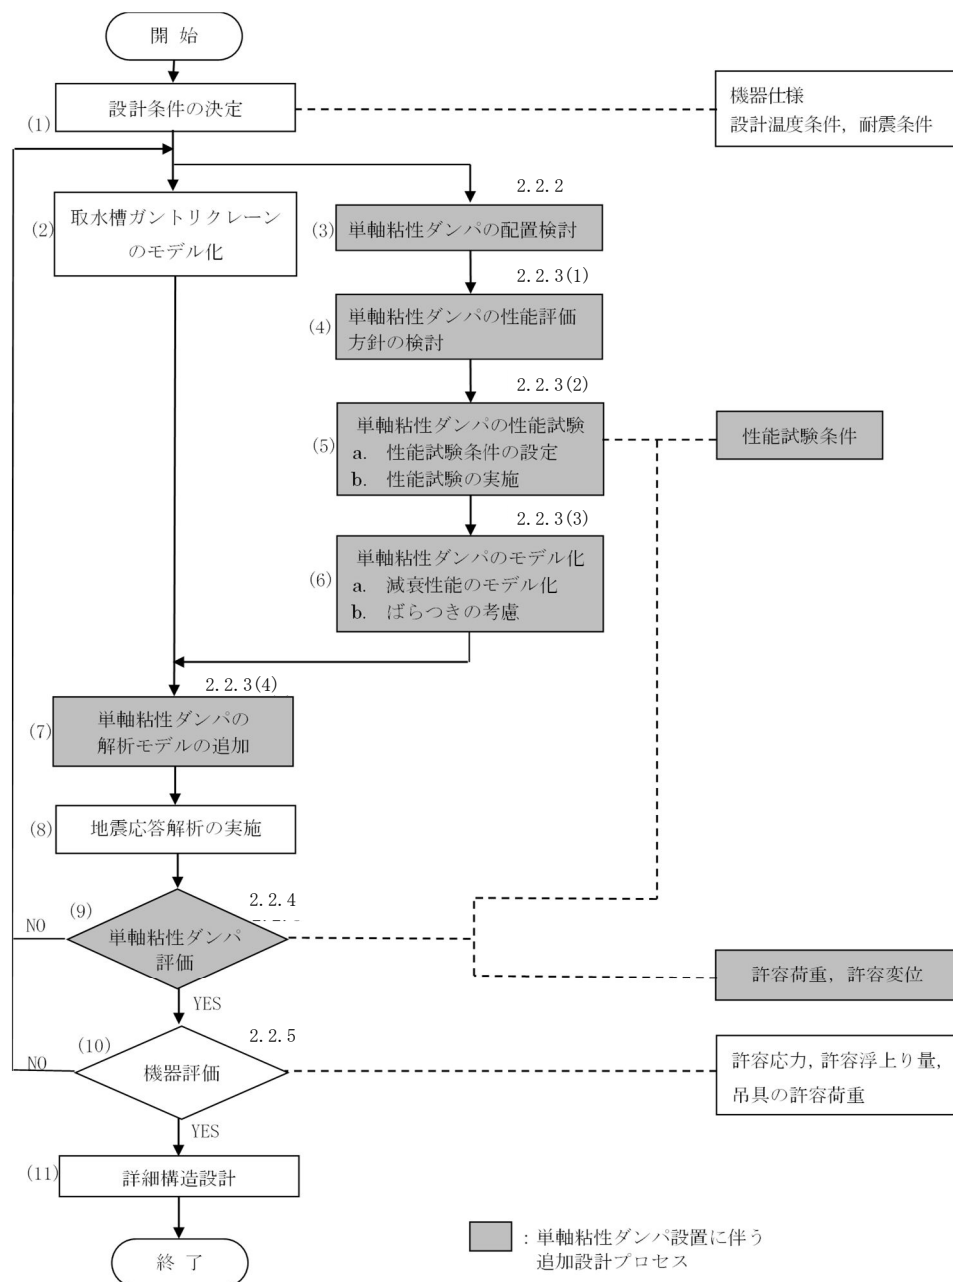 開 始
(1)
設計条件の決定
機器仕様
設計温度条件，耐震条件
(2)
取水槽ガントリクレーン
のモデル化
2.2.2
(3)
単軸粘性ダンパの配置検討
2.2.3(1)
(4)
単軸粘性ダンパの性能評価
方針の検討
2.2.3(2)
(5)
単軸粘性ダンパの性能試験
a. 性能試験条件の設定
b. 性能試験の実施
性能試験条件
2.2.3(3)
(6)
単軸粘性ダンパのモデル化
a. 減衰性能のモデル化
b. ばらつきの考慮
2.2.3(4)
(7)
単軸粘性ダンパの
解析モデルの追加
(8)
地震応答解析の実施
2.2.4
(9)
NO
単軸粘性ダンパ
評価
許容荷重，許容変位
YES
2.2.5
(10)
NO
機器評価
許容応力，許容浮上り量，
吊具の許容荷重
YES
(11)
詳細構造設計
終 了
：単軸粘性ダンパ設置に伴う
追加設計プロセス